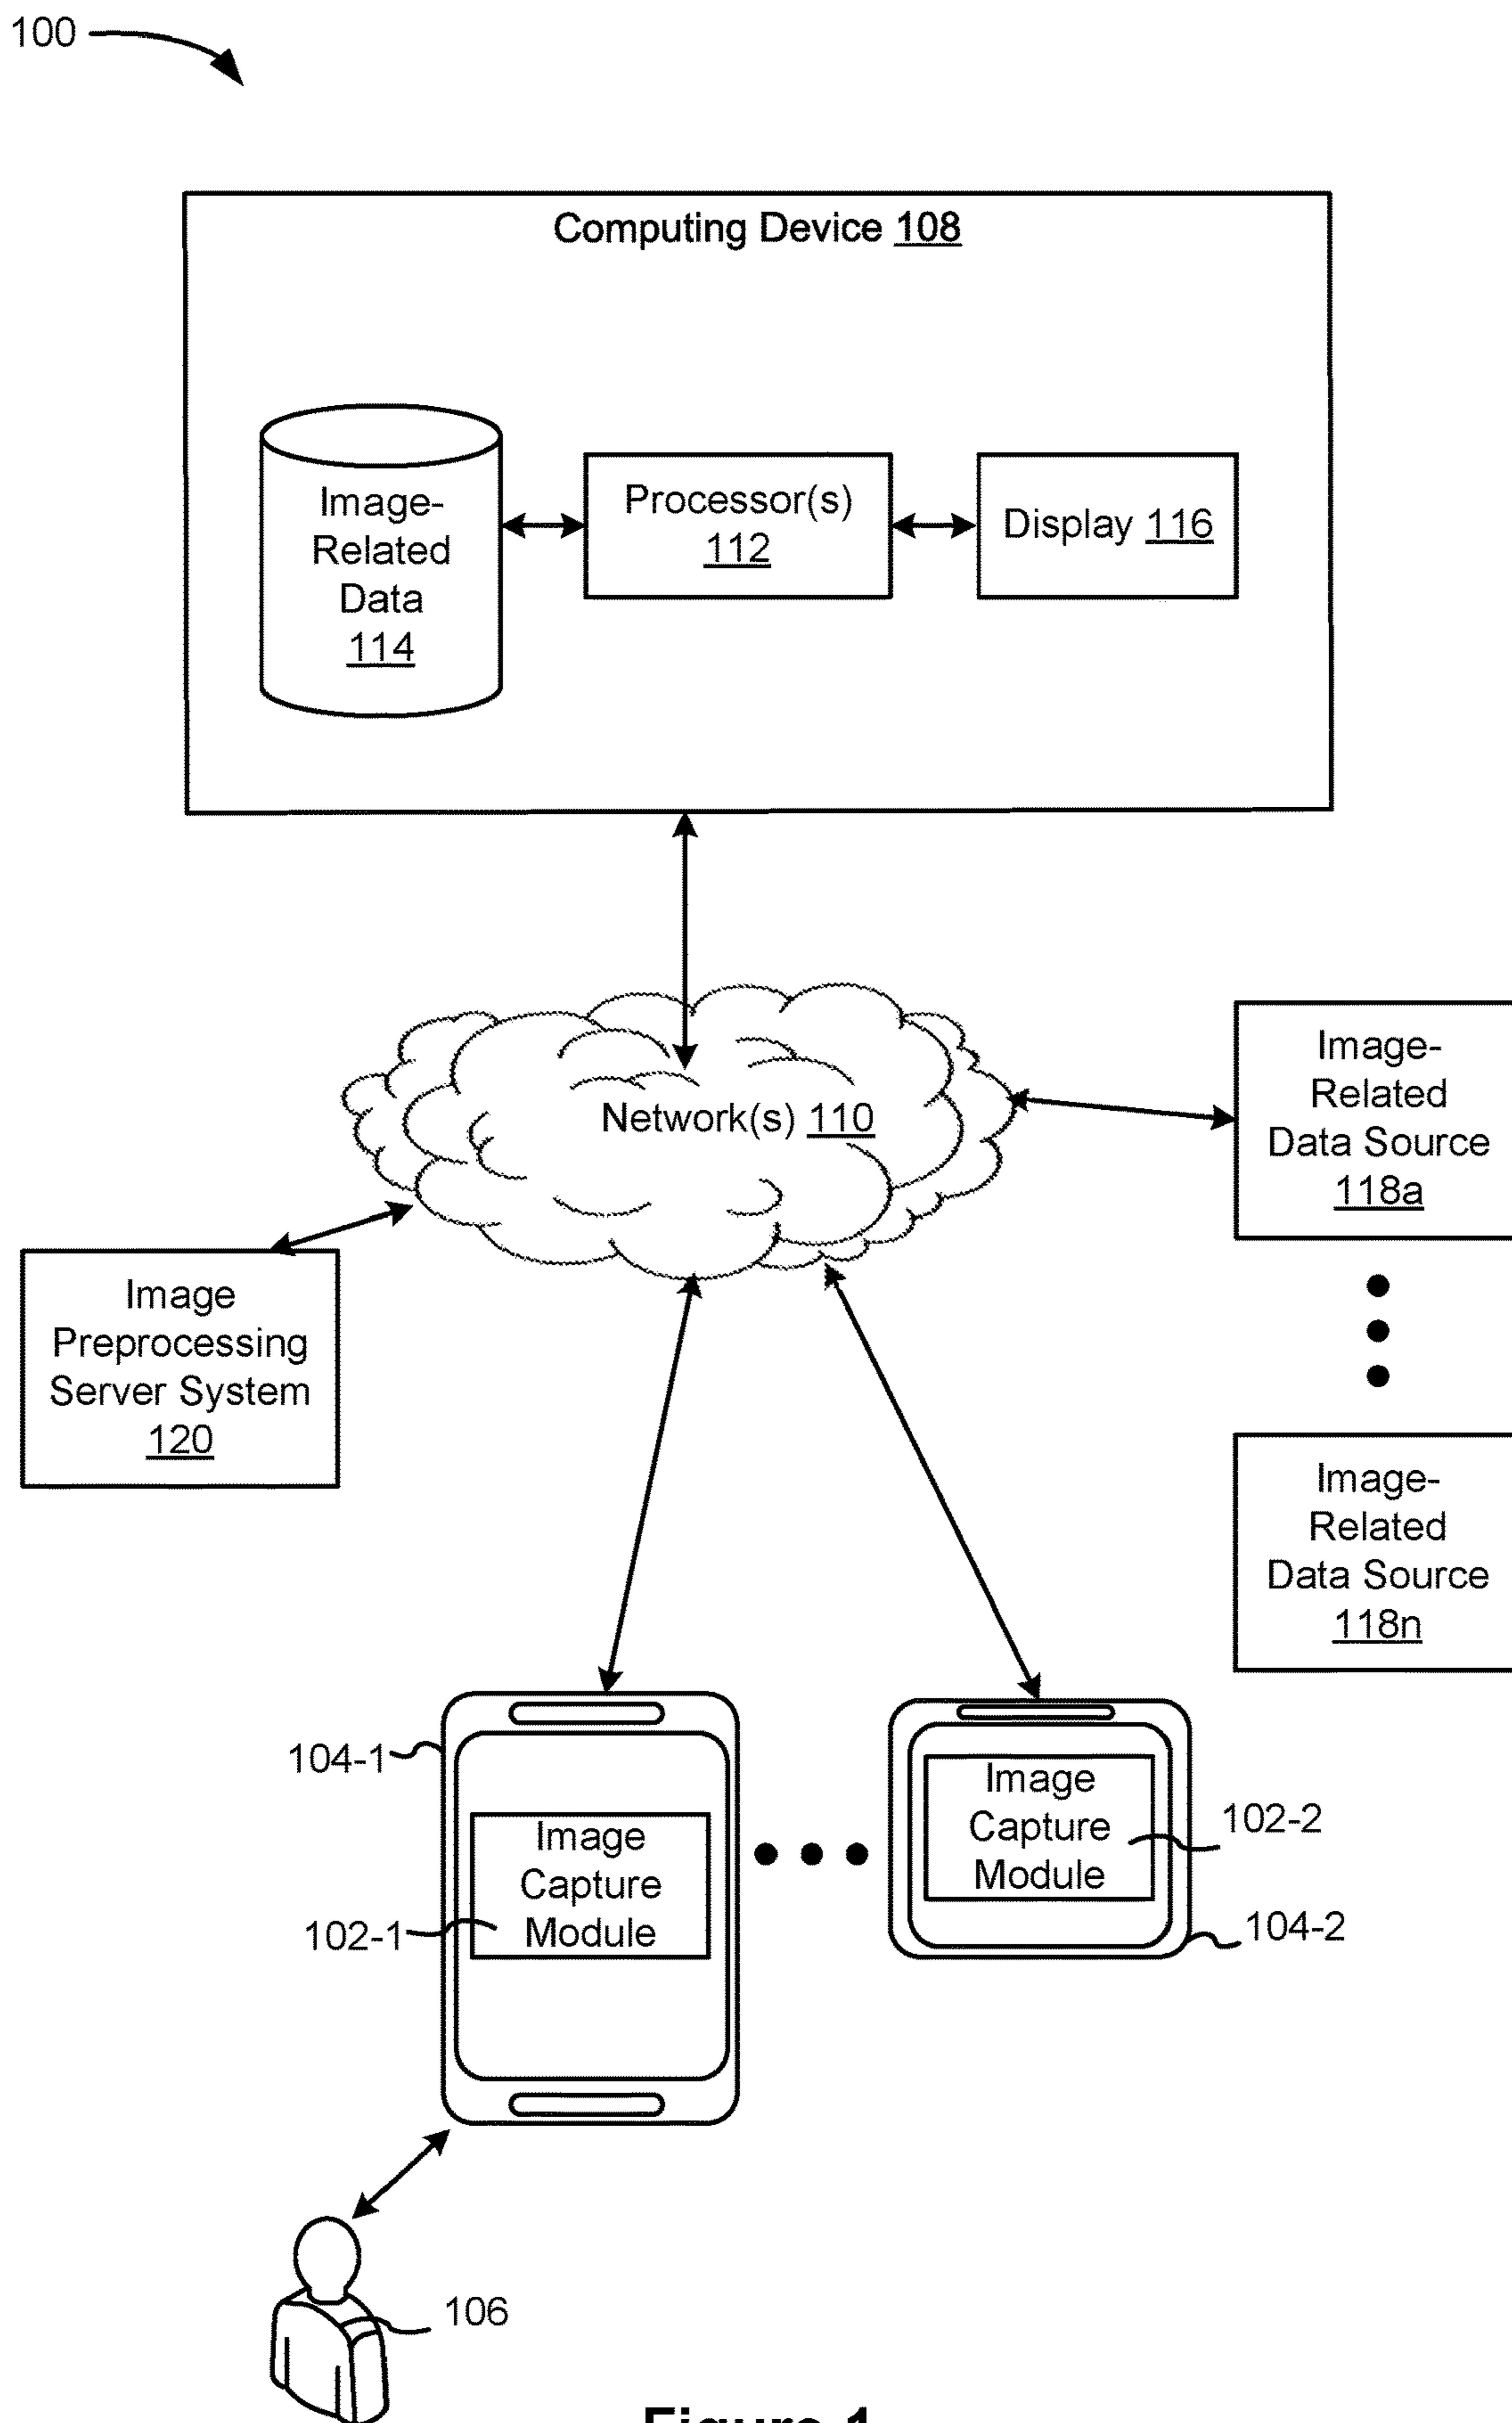 100
Computing Device 108
Image-
Related
Data
114
Processor(s)
112
Display 116
Network(s) 110
Image-
Related
Data Source
118a
Image
Preprocessing
Server System
120
Image-
Related
Data Source
118n
104-1
Image
Capture
Module
102-1
Image
Capture
Module
102-2
104-2
106
Figure 1